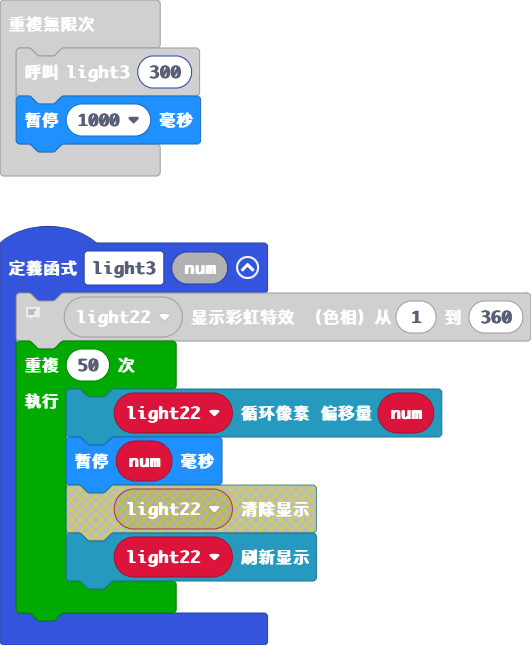 重複無限次
呼叫 light3 300
暫停 1000 毫秒
定義函式 light3 num
light22 显示彩虹特效 （色相）从 1 到 360
重複 50 次
執行
light22 循环像素 偏移量 num
暫停 num 毫秒
light22 清除显示
light22 刷新显示